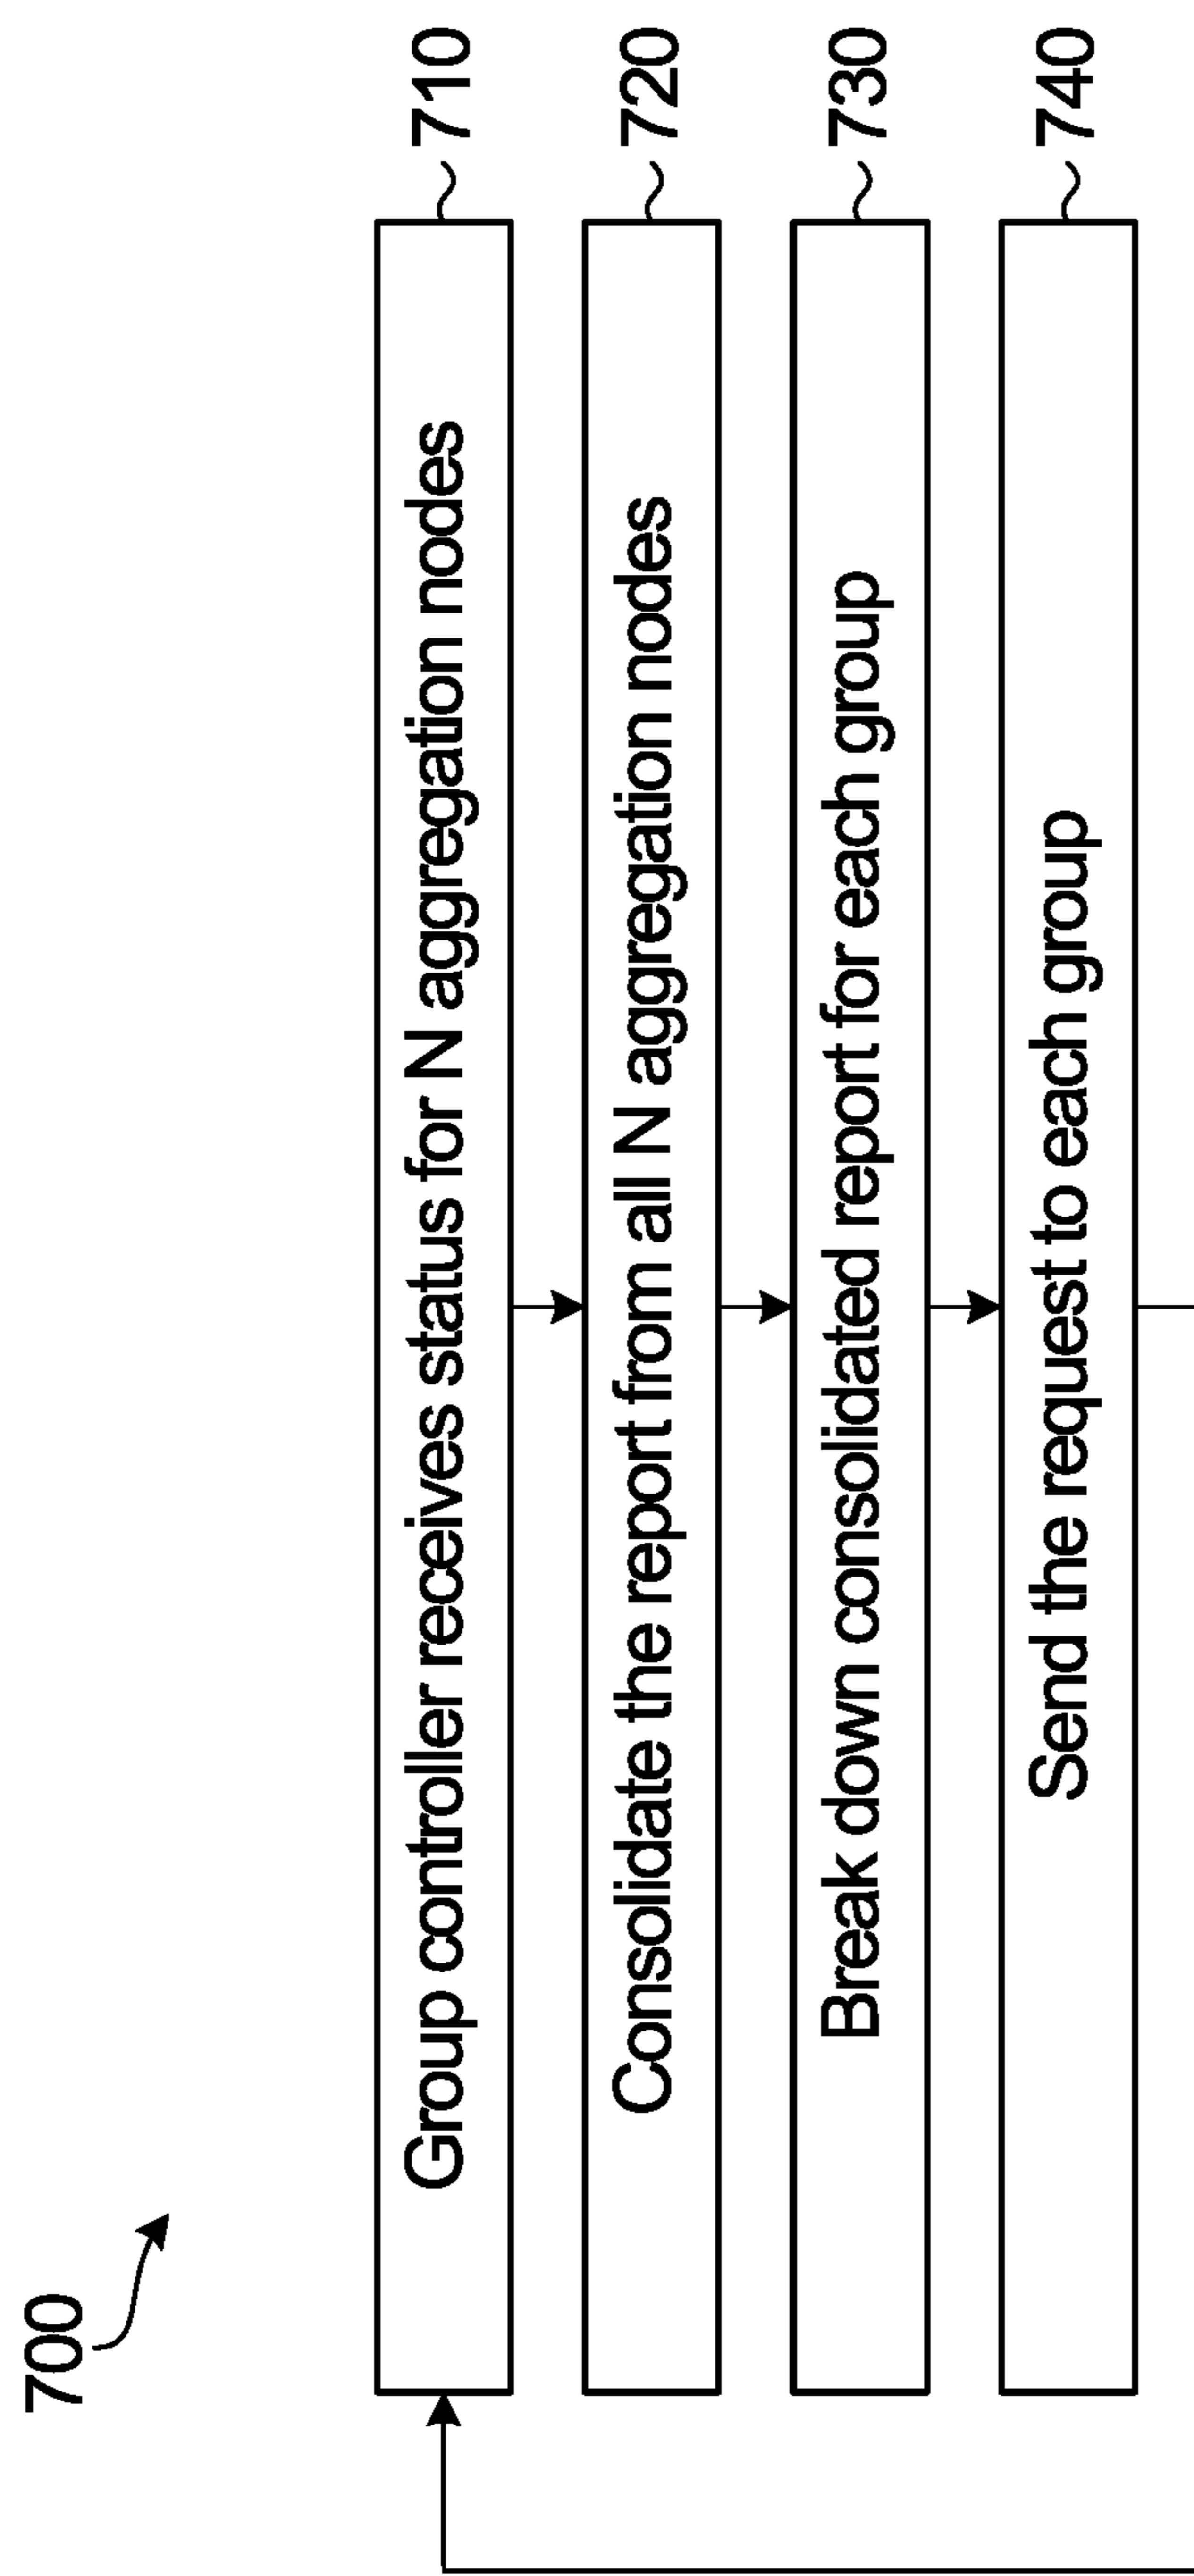 700
Group controller receives status for N aggregation nodes
710
Consolidate the report from all N aggregation nodes
720
Break down consolidated report for each group
730
Send the request to each group
740